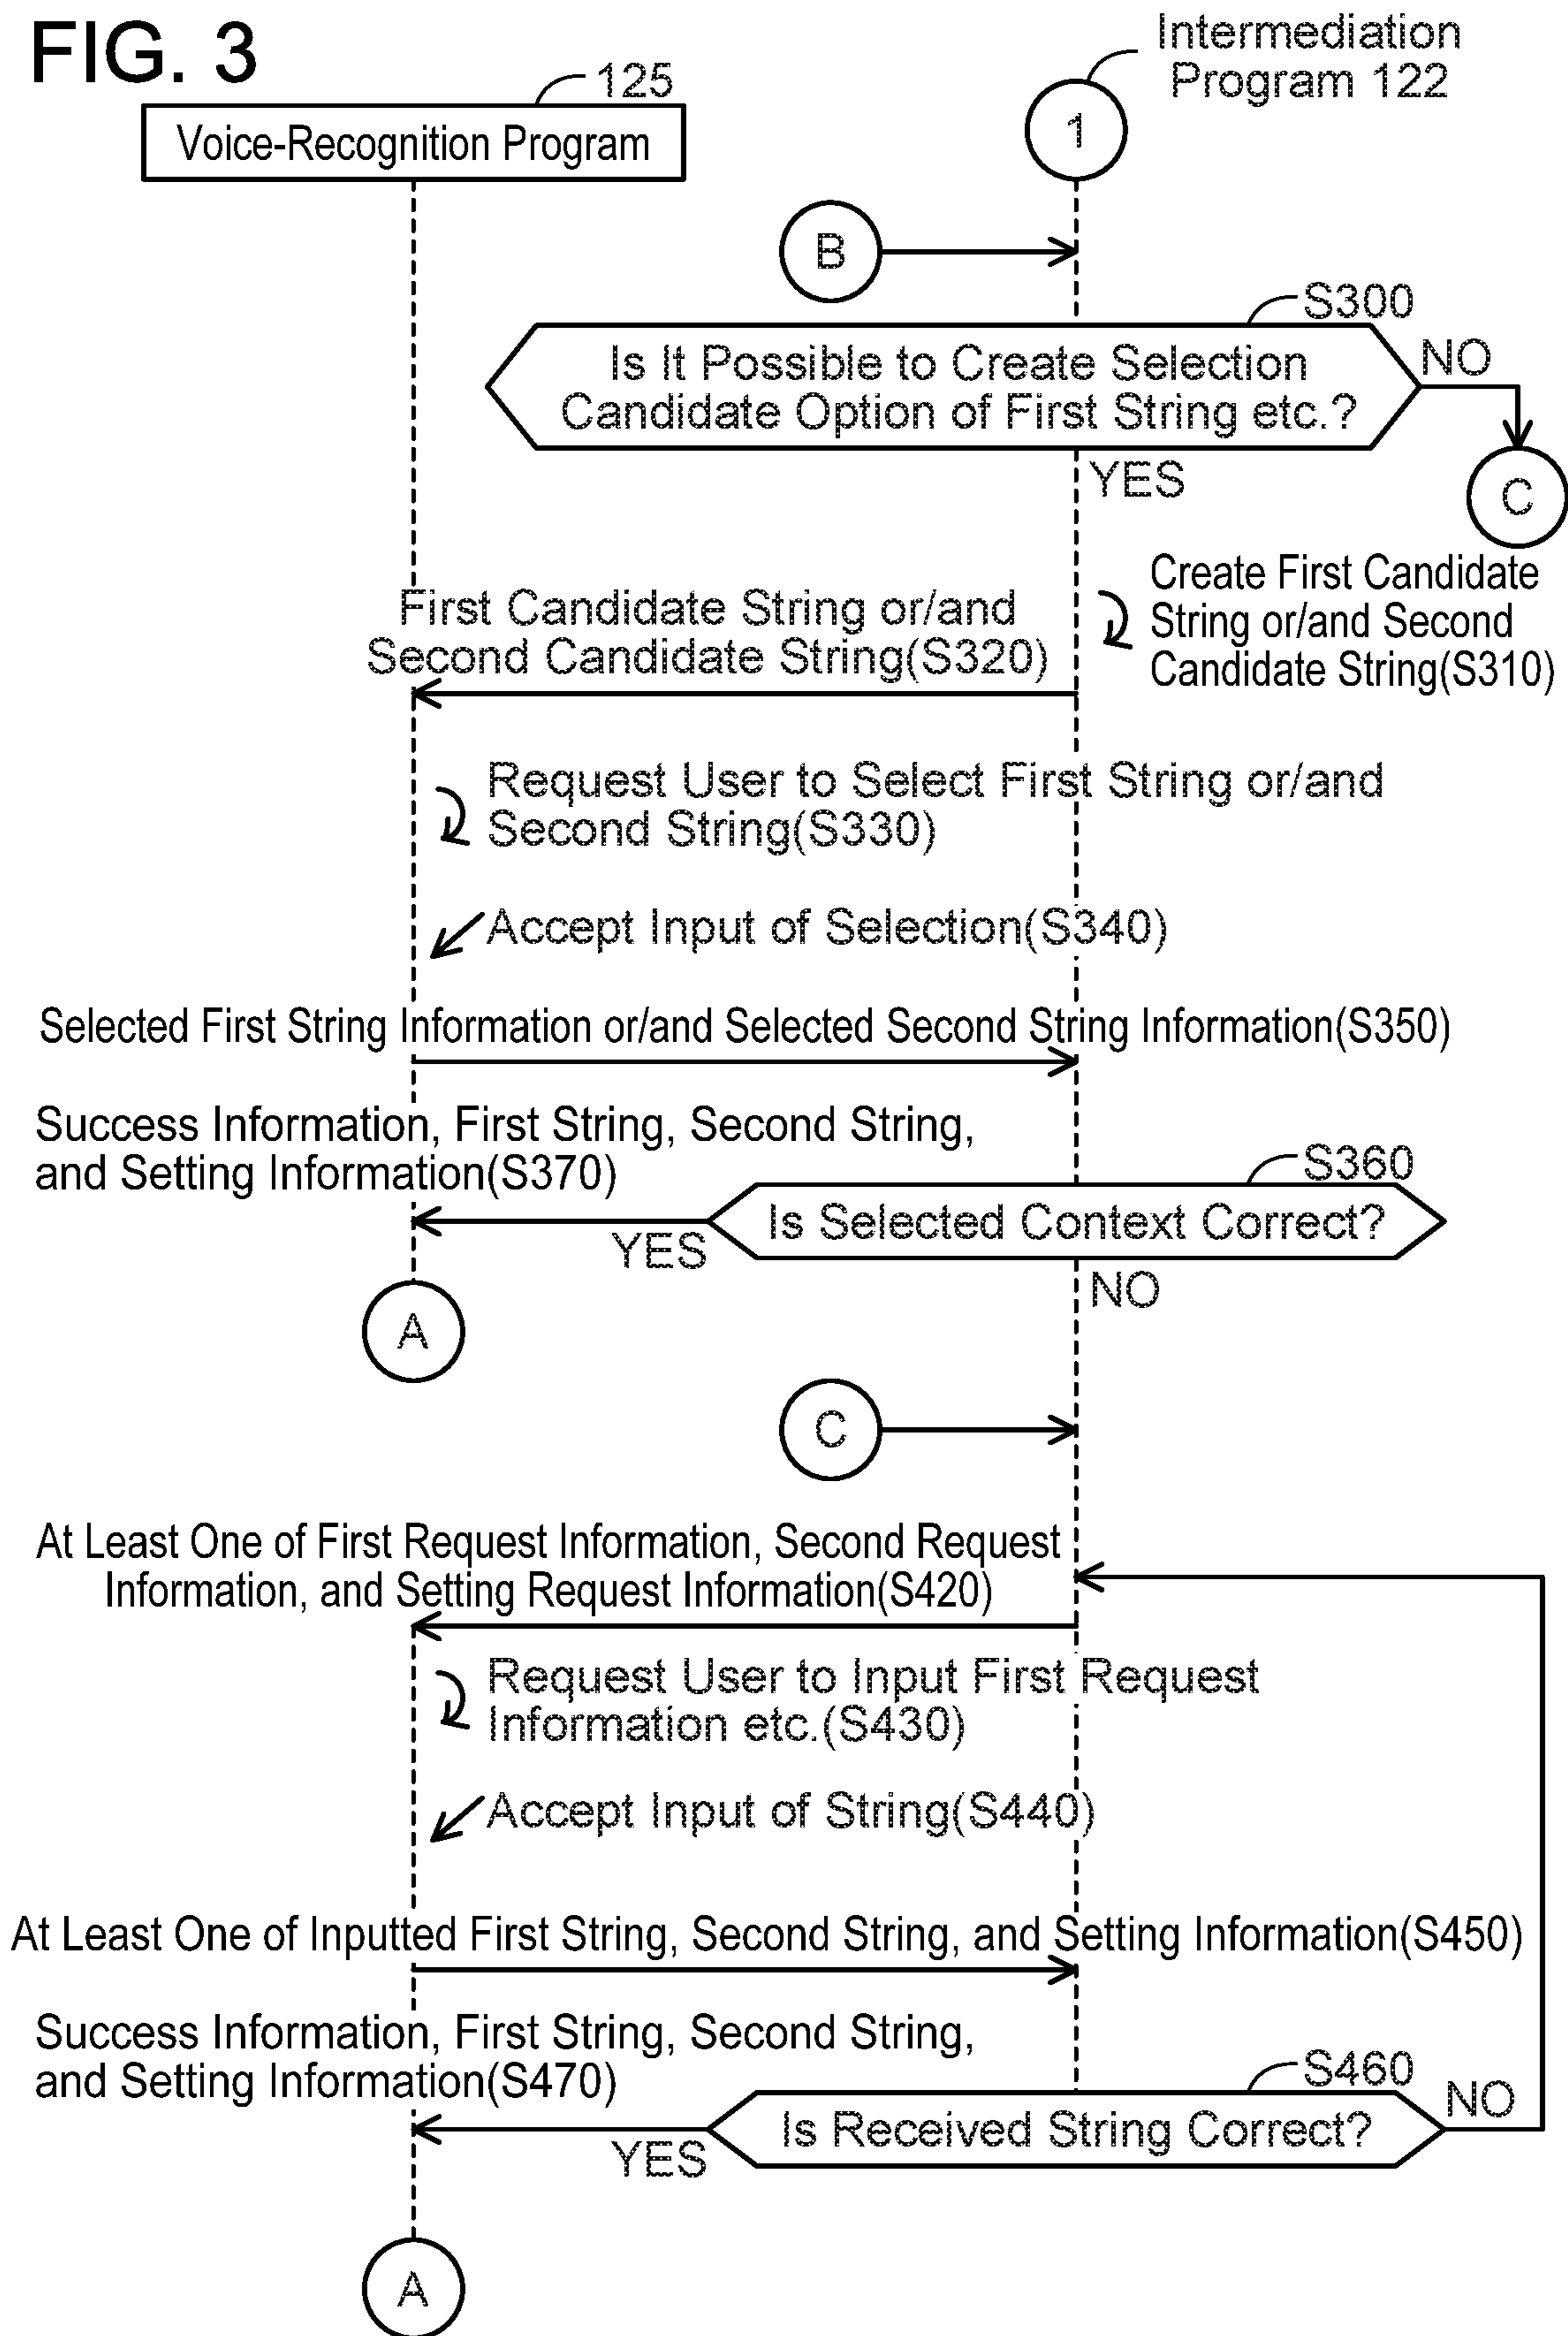 FIG. 3
Intermediation
Program 122
125
Voice-Recognition Program
1
B
S300
Is It Possible to Create Selection
Candidate Option of First String etc.?
NO
YES
C
Create First Candidate
String or/and Second
Candidate String(S310)
First Candidate String or/and
Second Candidate String(S320)
Request User to Select First String or/and
Second String(S330)
Accept Input of Selection(S340)
Selected First String Information or/and Selected Second String Information(S350)
Success Information, First String, Second String,
and Setting Information(S370)
S360
Is Selected Context Correct?
YES
NO
A
C
At Least One of First Request Information, Second Request
Information, and Setting Request Information(S420)
Request User to Input First Request
Information etc.(S430)
Accept Input of String(S440)
At Least One of Inputted First String, Second String, and Setting Information(S450)
Success Information, First String, Second String,
and Setting Information(S470)
S460
Is Received String Correct?
NO
YES
A